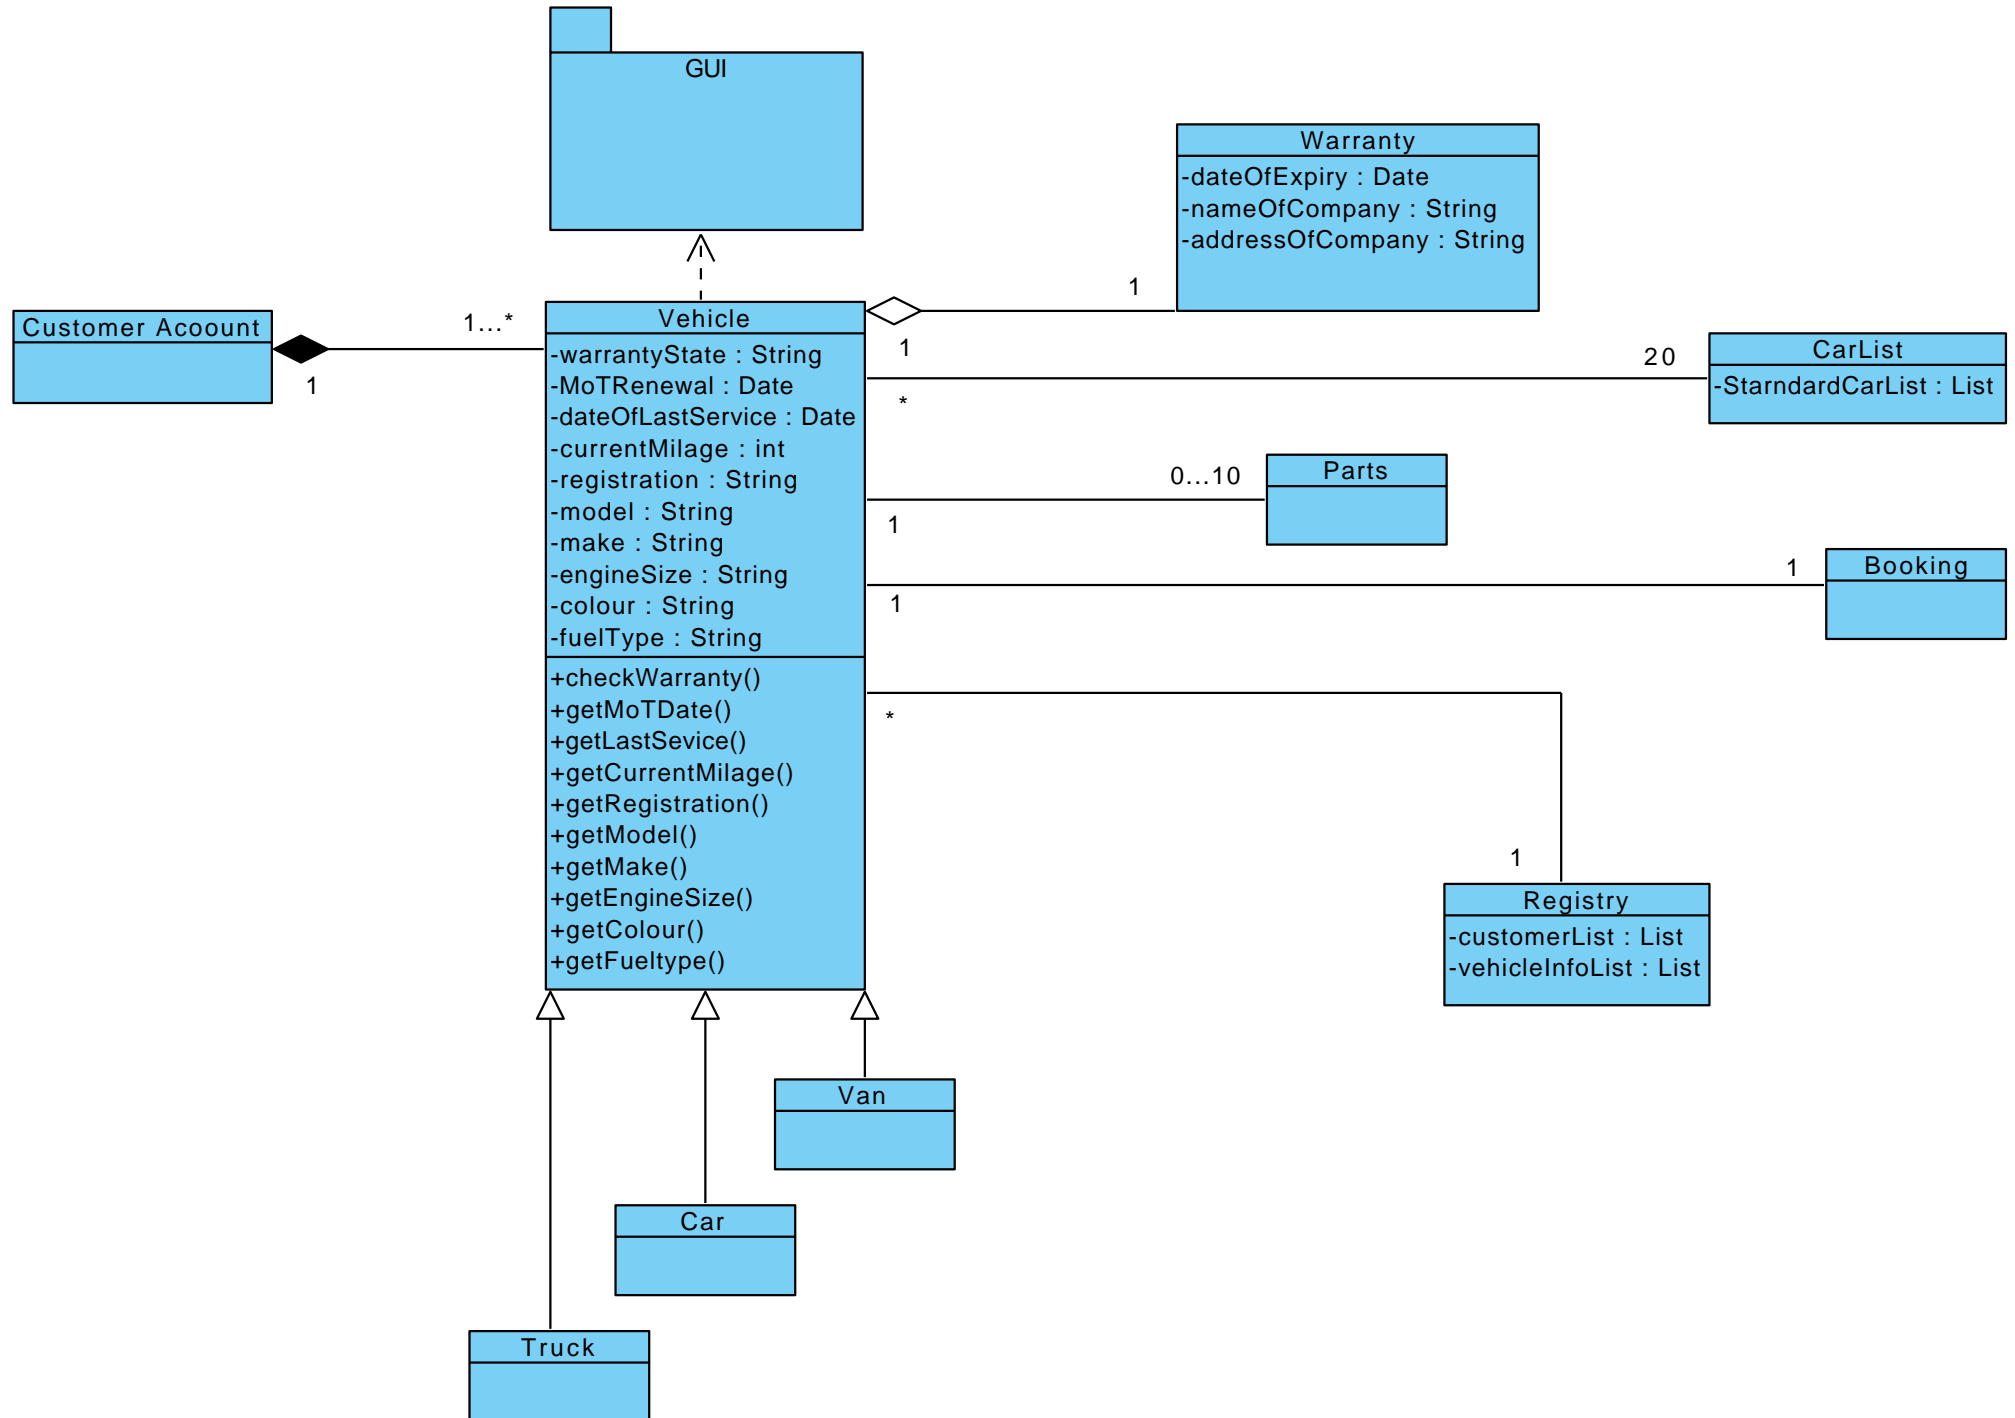 GUI
Warranty
-dateOfExpiry : Date
-nameOfCompany : String
-addressOfCompany : String
1
1
Customer Acoount
1
1...*
Vehicle
-warrantyState : String
-MoTRenewal : Date
-dateOfLastService : Date
-currentMilage : int
-registration : String
-model : String
-make : String
-engineSize : String
-colour : String
-fuelType : String
+checkWarranty()
+getMoTDate()
+getLastSevice()
+getCurrentMilage()
+getRegistration()
+getModel()
+getMake()
+getEngineSize()
+getColour()
+getFueltype()
20
*
CarList
-StarndardCarList : List
0...10
1
Parts
1
1
Booking
*
1
Registry
-customerList : List
-vehicleInfoList : List
Van
Car
Truck